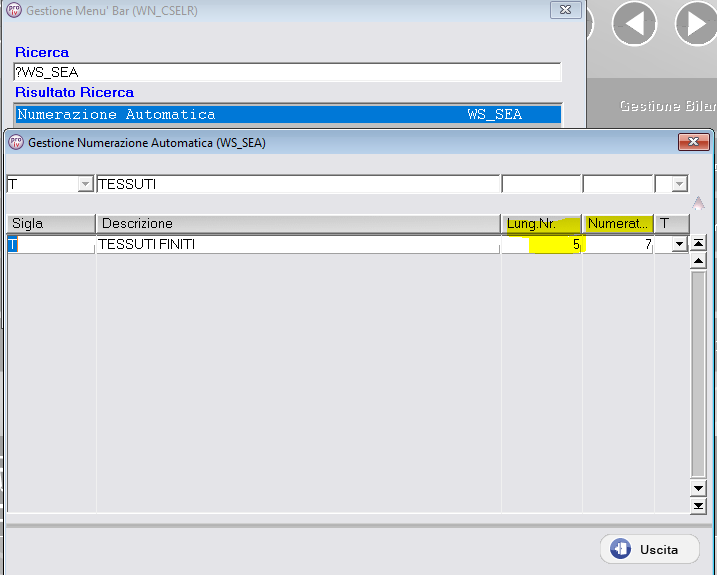 Gestione Menu' Bar (WN_CSELR)
Ricerca
?WS_SEA
Risultato Ricerca
Numerazione Automatica WS_SEA
Gestione Bilan
Gestione Numerazione Automatica (WS_SEA)
T TESSUTI
Sigla Descrizione Lung.Nr. Numerat... T
T TESSUTI FINITI 5 7
Uscita